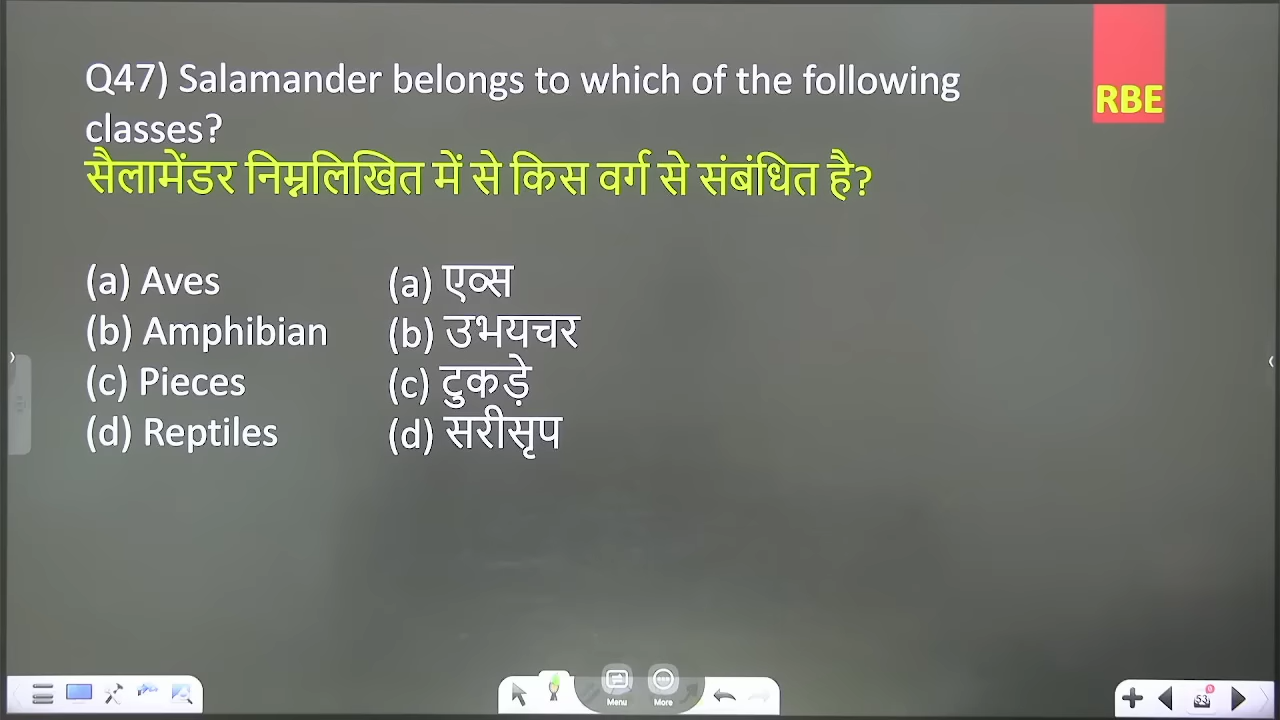 Q47) Salamander belongs to which of the following
classes?
सैलामेंडर निम्नलिखित में से किस वर्ग से संबंधित है?
RBE
(a) Aves (a) एव्स
(b) Amphibian (b) उभयचर
(c) Pieces (c) टुकड़े
(d) Reptiles (d) सरीसृप
Menu More
53